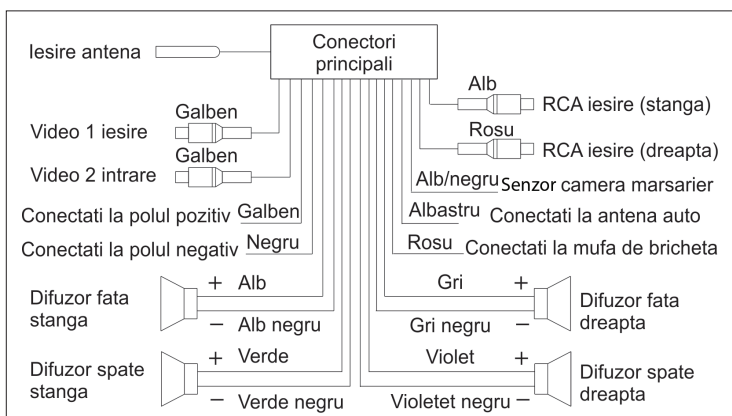 Conectori
principali
Iesire antena
Galben
Video 1 iesire
Galben
Video 2 intrare
Conectati la polul pozitiv Galben
Conectati la polul negativ Negru
Alb
RCA iesire (stanga)
Rosu
RCA iesire (dreapta)
Alb/negru Senzor camera marsarier
Albastru Conectati la antena auto
Rosu Conectati la mufa de bricheta
Difuzor fata
stanga
+ Alb
− Alb negru
Difuzor spate
stanga
+ Verde
− Verde negru
Gri +
Gri negru −
Difuzor fata
dreapta
Violet +
Violetet negru −
Difuzor spate
dreapta